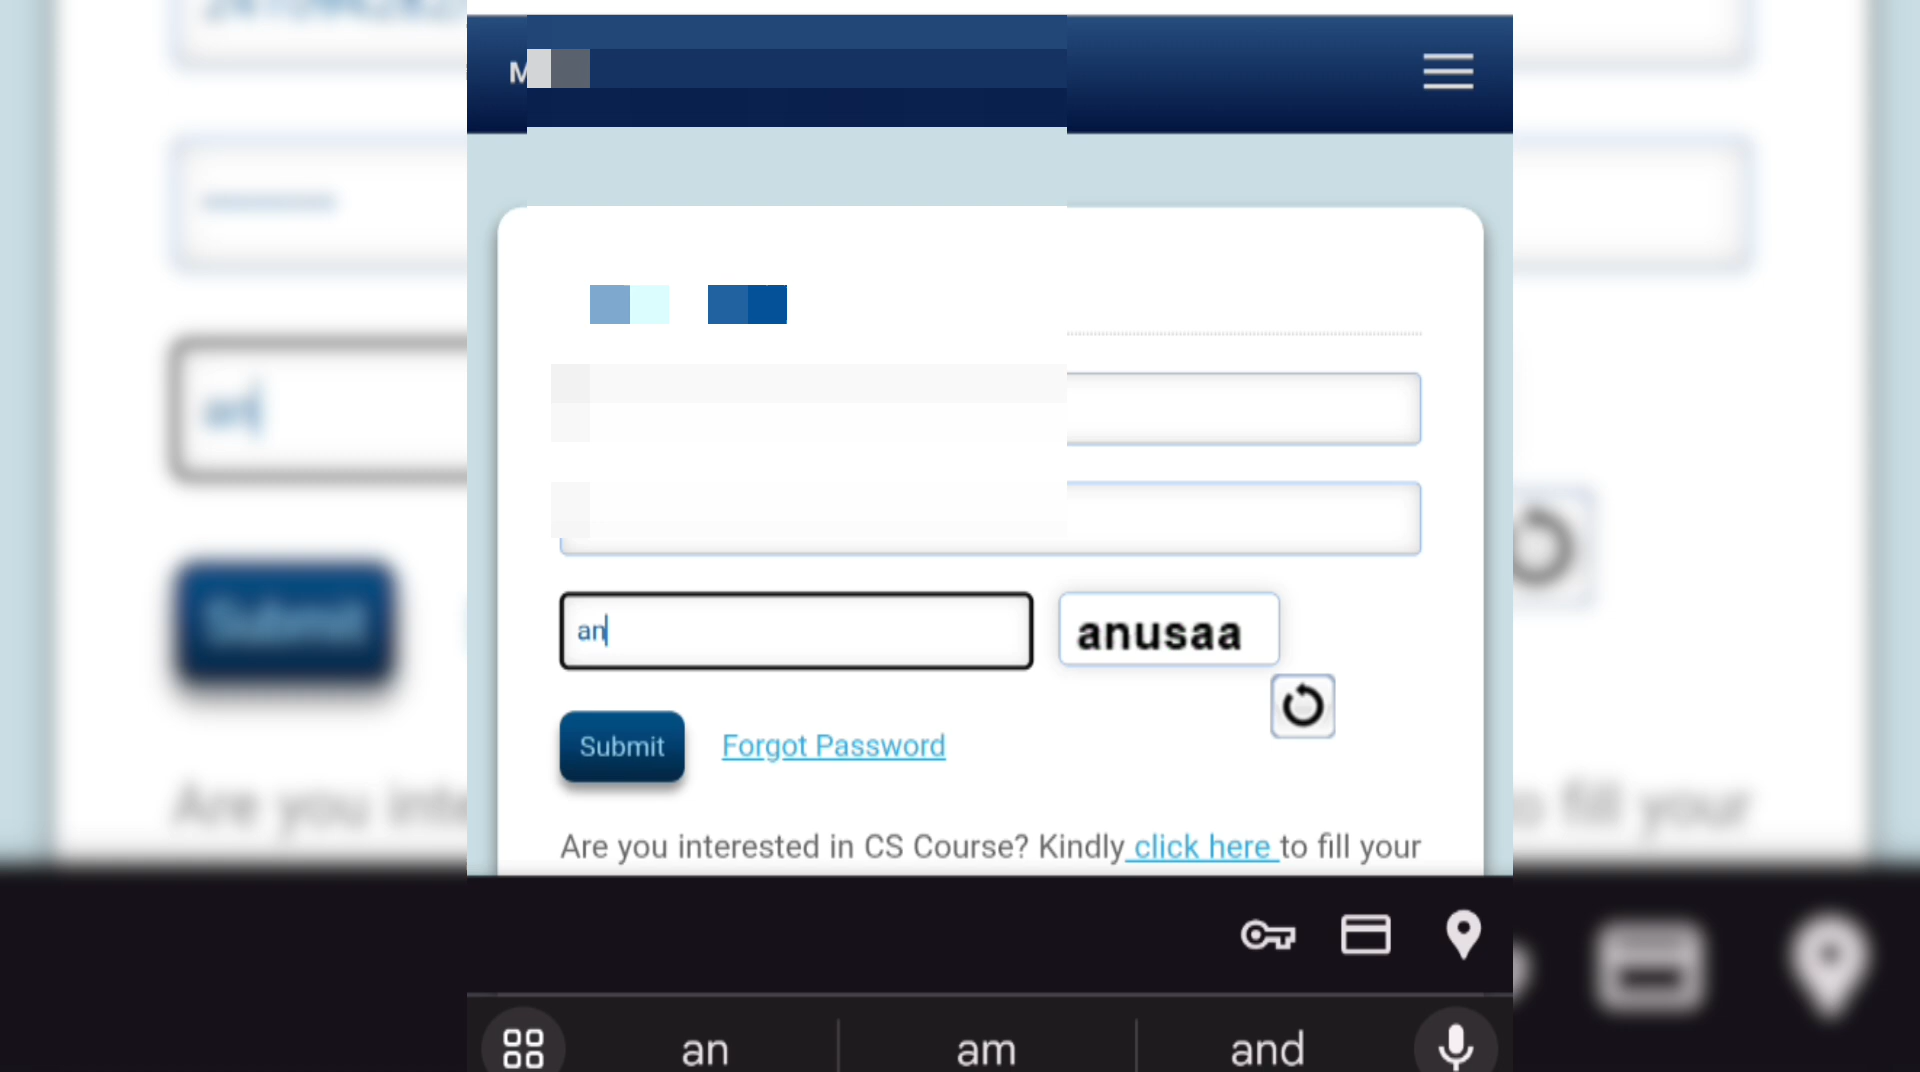 M
an
anusaa
Submit
Forgot Password
Are you interested in CS Course? Kindly click here to fill your
an am and